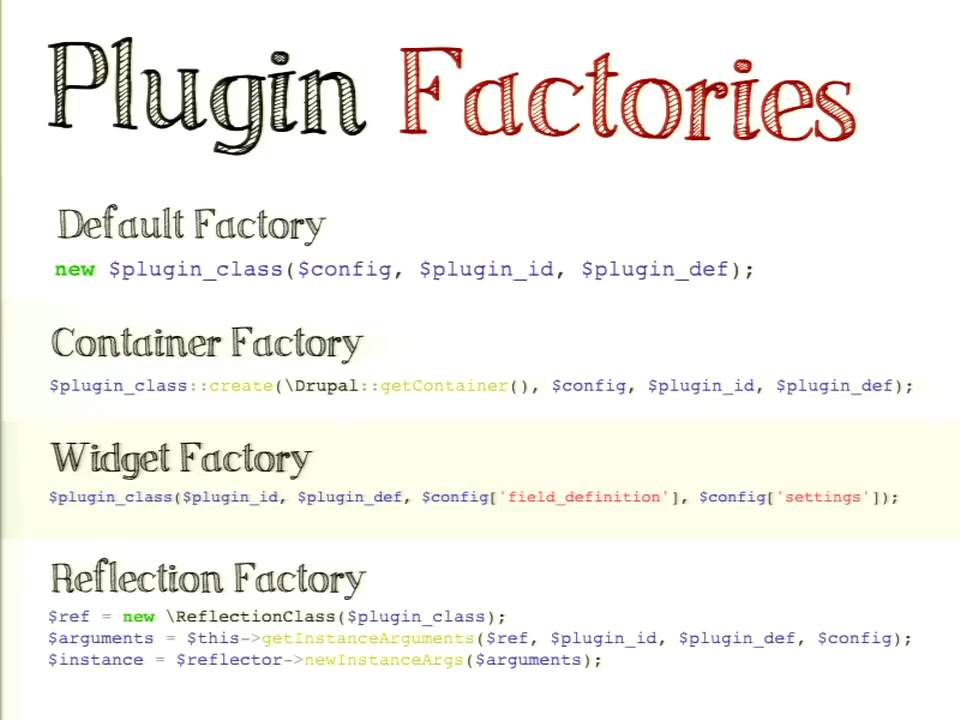 Plugin Factories
Default Factory
new $plugin_class($config, $plugin_id, $plugin_def);
Container Factory
$plugin_class::create(\Drupal::getContainer(), $config, $plugin_id, $plugin_def);
Widget Factory
$plugin_class($plugin_id, $plugin_def, $config['field_definition'], $config['settings']);
Reflection Factory
$ref = new \ReflectionClass($plugin_class);
$arguments = $this->getInstanceArguments($ref, $plugin_id, $plugin_def, $config);
$instance = $reflector->newInstanceArgs($arguments);